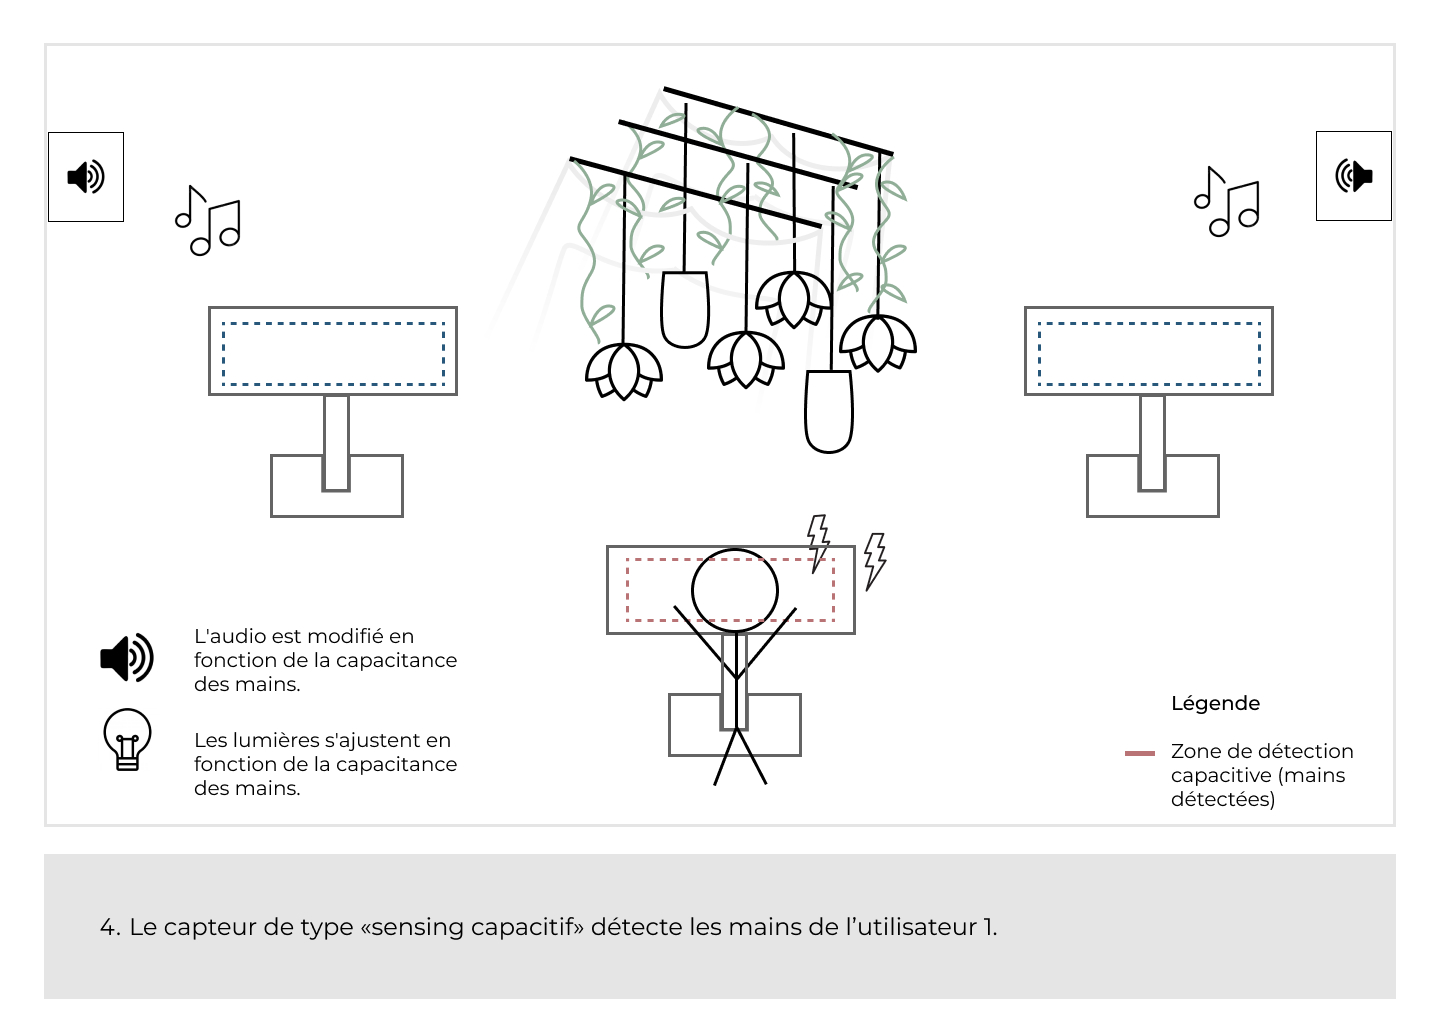 L'audio est modifié en
fonction de la capacitance
des mains.
Les lumières s'ajustent en
fonction de la capacitance
des mains.
Légende
Zone de détection
capacitive (mains
détectées)
4. Le capteur de type «sensing capacitif» détecte les mains de l’utilisateur 1.